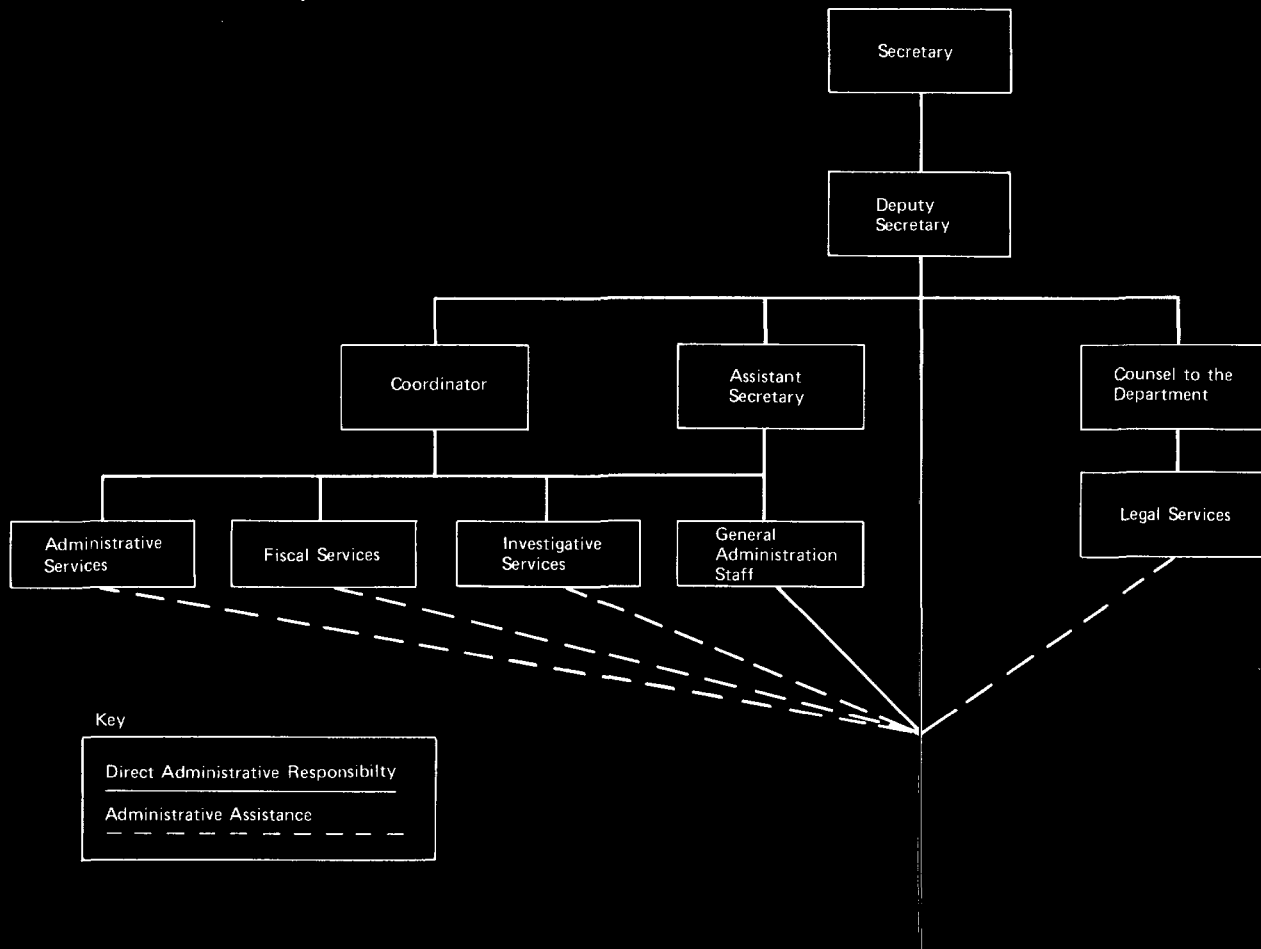 Secretary
Deputy
Secretary
Coordinator
Assistant
Secretary
Counsel to the
Department
Administrative
Services
Fiscal Services
Investigative
Services
General
Administration
Staff
Legal Services
Key
Direct Administrative Responsibilty
Administrative Assistance